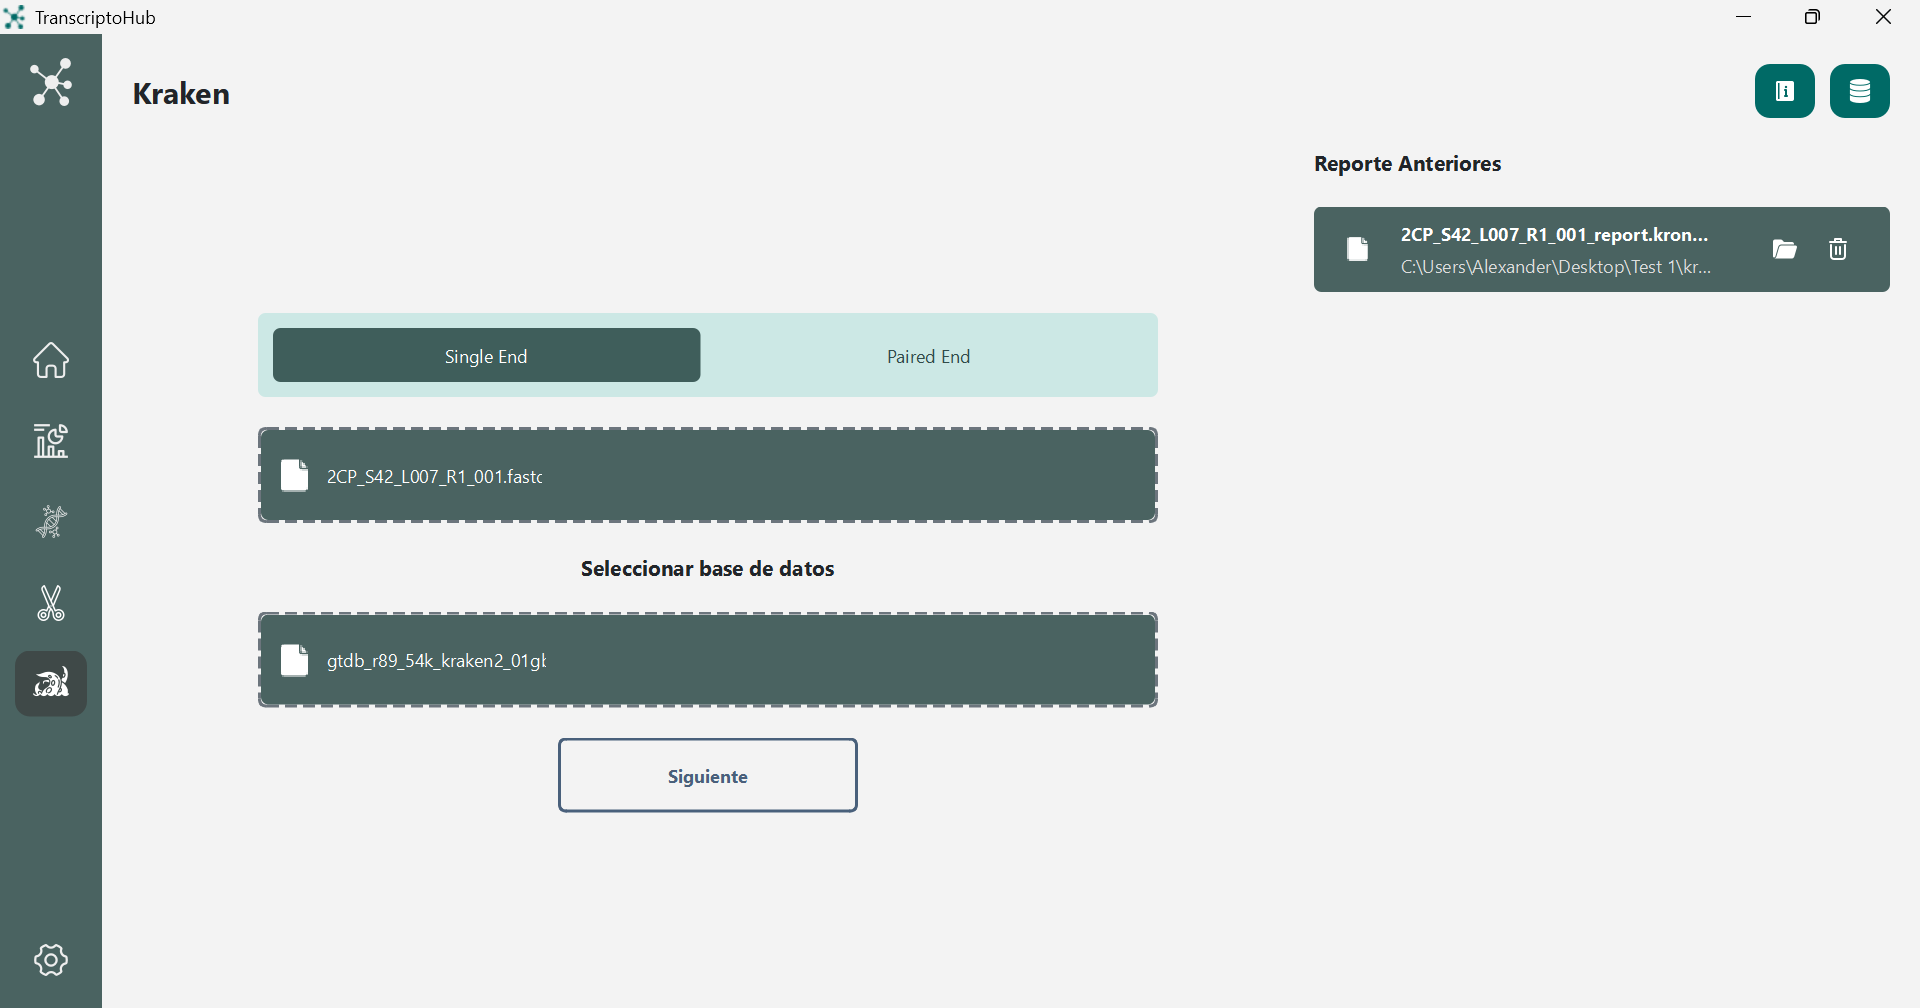 TranscriptoHub
Kraken
Reporte Anteriores
2CP_S42_L007_R1_001_report.kron...
C:\Users\Alexander\Desktop\Test 1\kr...
Single End
Paired End
2CP_S42_L007_R1_001.fastc
Seleccionar base de datos
gtdb_r89_54k_kraken2_01gb
Siguiente